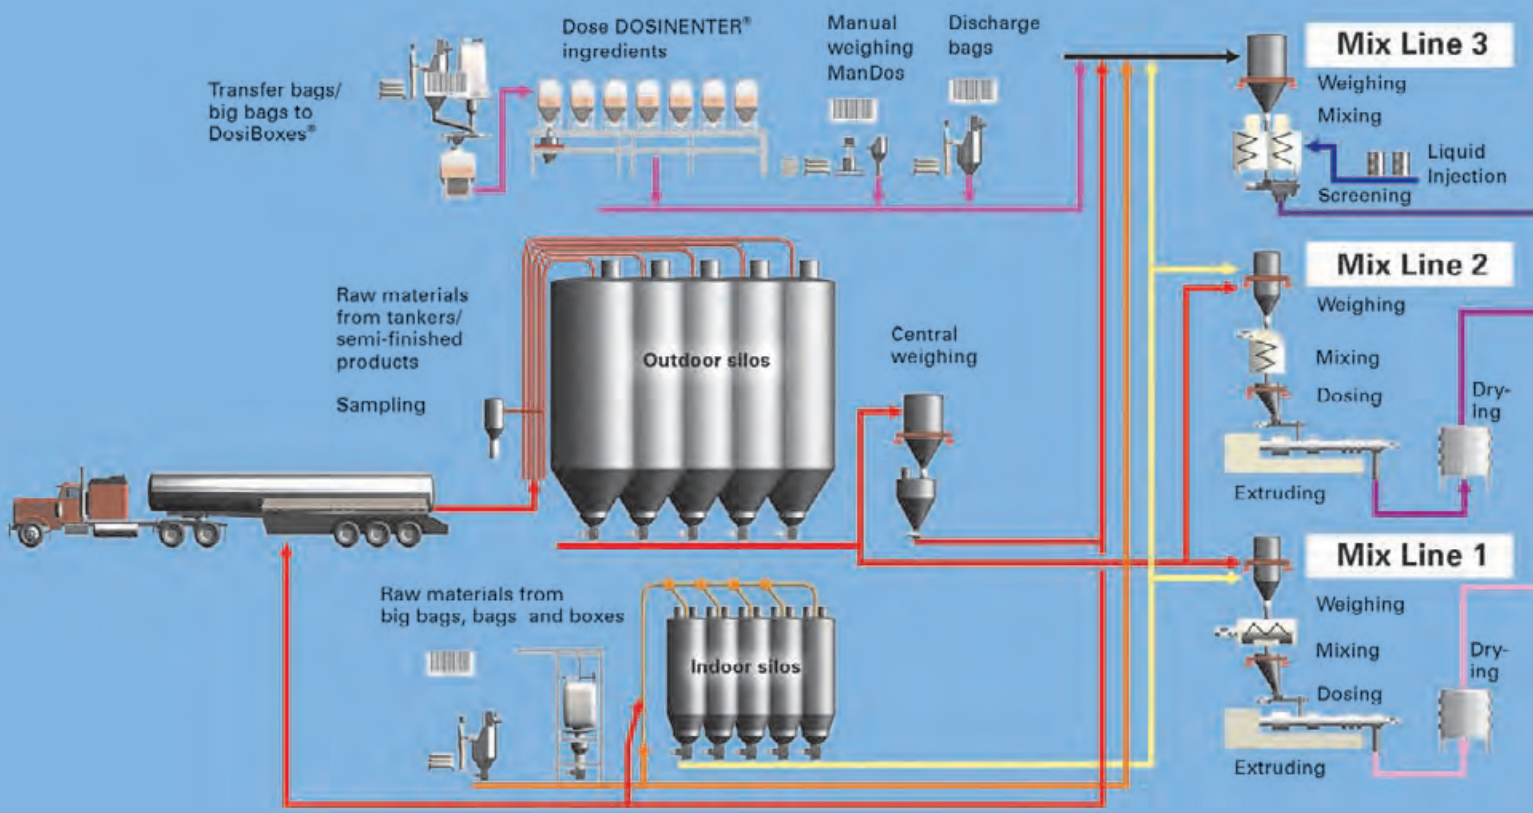 Dose DOSINENTER®
ingredients
Manual
weighing
ManDos
Discharge
bags
Mix Line 3
Transfer bags/
big bags to
DosiBoxes®
Weighing
Mixing
Liquid
Injection
Screening
Mix Line 2
Raw materials
from tankers/
semi-finished
products
Weighing
Outdoor silos
Central
weighing
Mixing
Sampling
Dosing
Dry-
ing
Extruding
Mix Line 1
Raw materials from
big bags, bags and boxes
Weighing
Indoor silos
Mixing
Dry-
ing
Dosing
Extruding